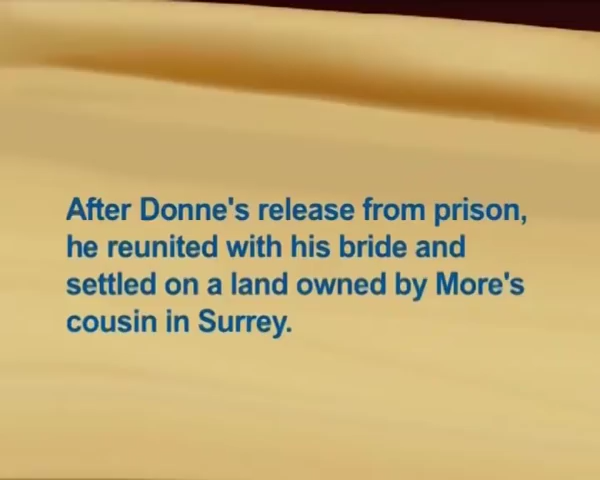 After Donne's release from prison,
he reunited with his bride and
settled on a land owned by More's
cousin in Surrey.